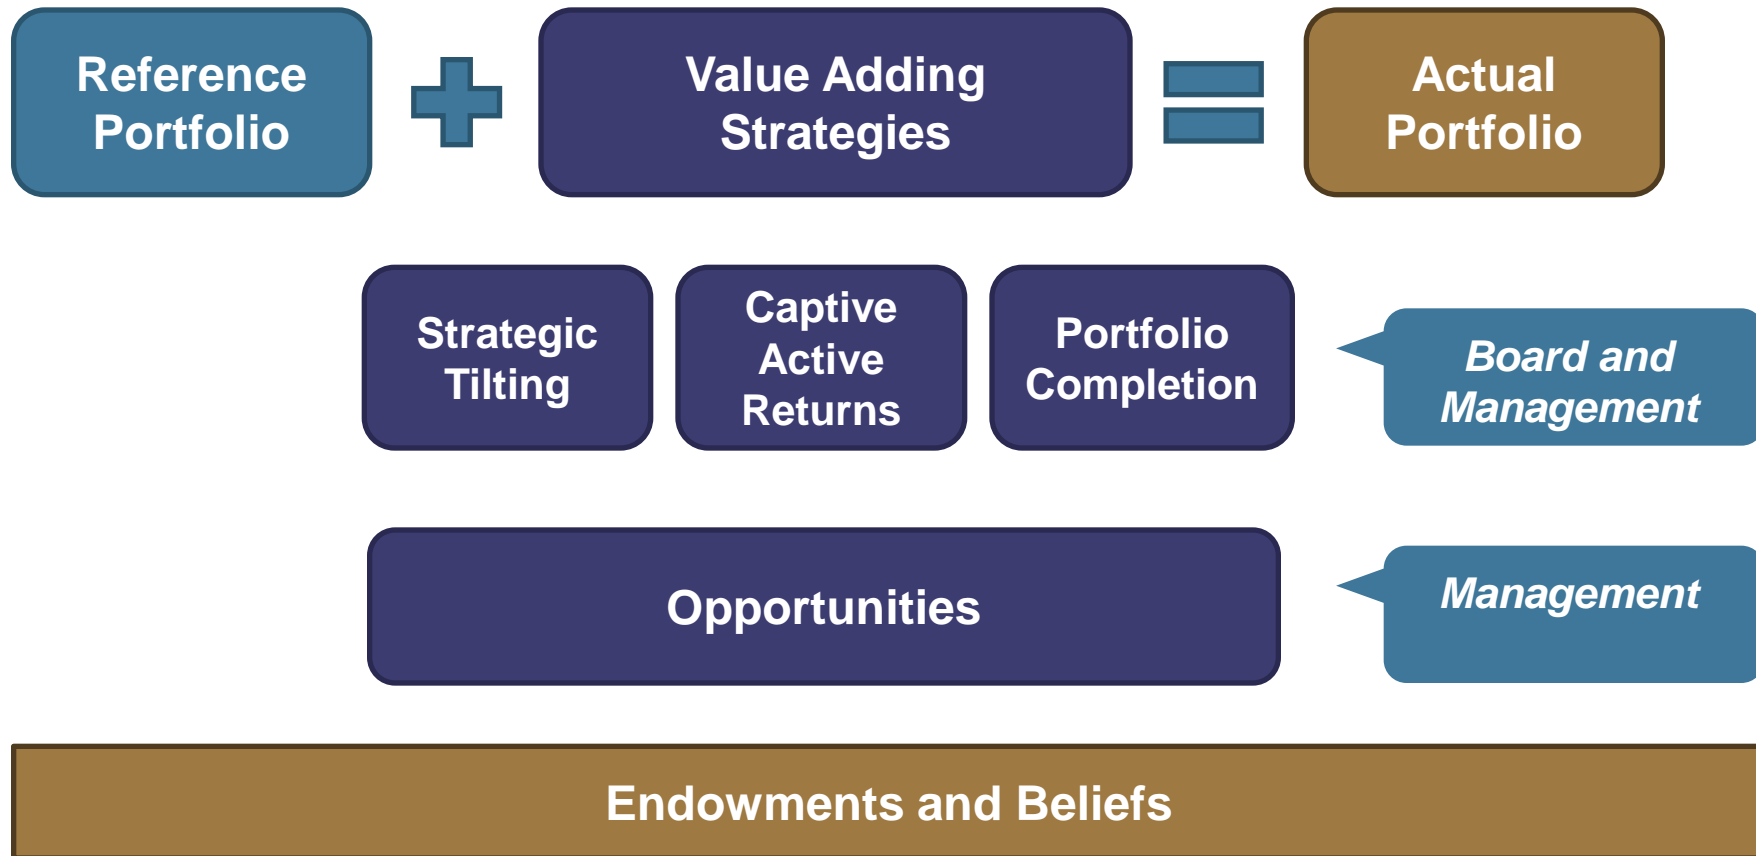 Reference
Portfolio
Value Adding
Strategies
Actual
Portfolio
Strategic
Tilting
Captive
Active
Returns
Portfolio
Completion
Board and
Management
Opportunities
Management
Endowments and Beliefs